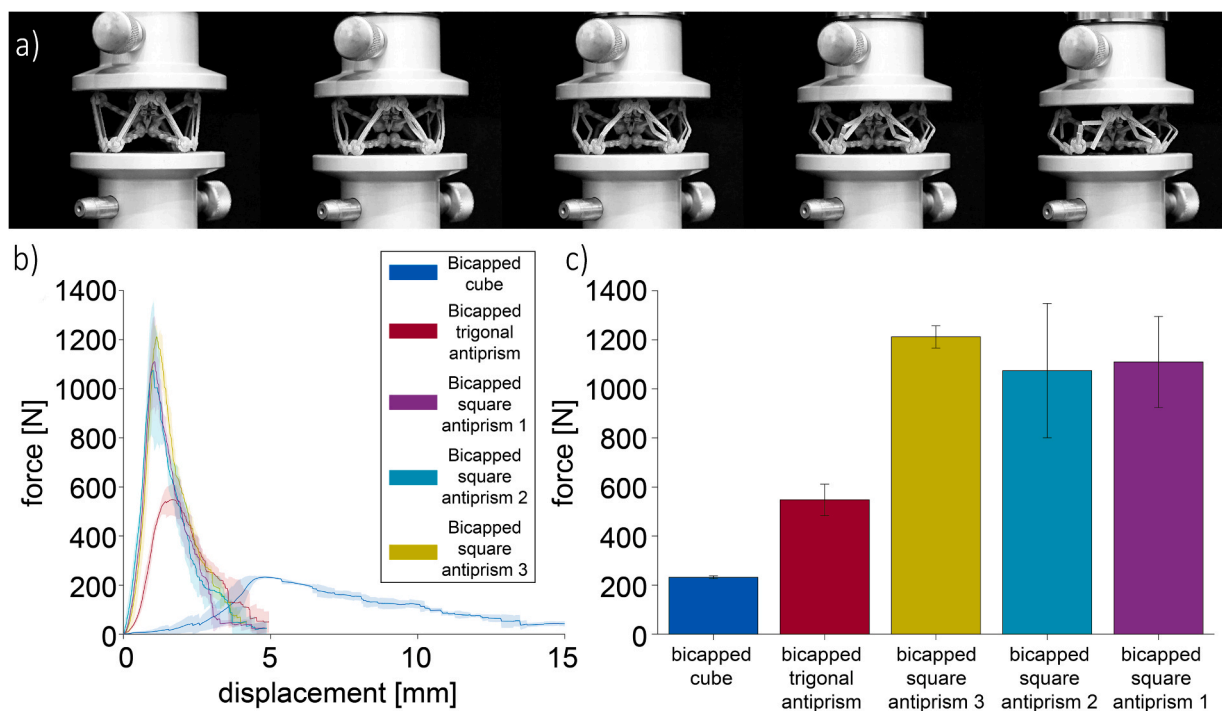 a)
b)
force [N]
1400
1200
1000
800
600
400
200
0
0
5
10
15
displacement [mm]
Bicapped
cube
Bicapped
trigonal
antiprism
Bicapped
square
antiprism 1
Bicapped
square
antiprism 2
Bicapped
square
antiprism 3
c)
force [N]
1400
1200
1000
800
600
400
200
0
bicapped
cube
bicapped
trigonal
antiprism
bicapped
square
antiprism 3
bicapped
square
antiprism 2
bicapped
square
antiprism 1